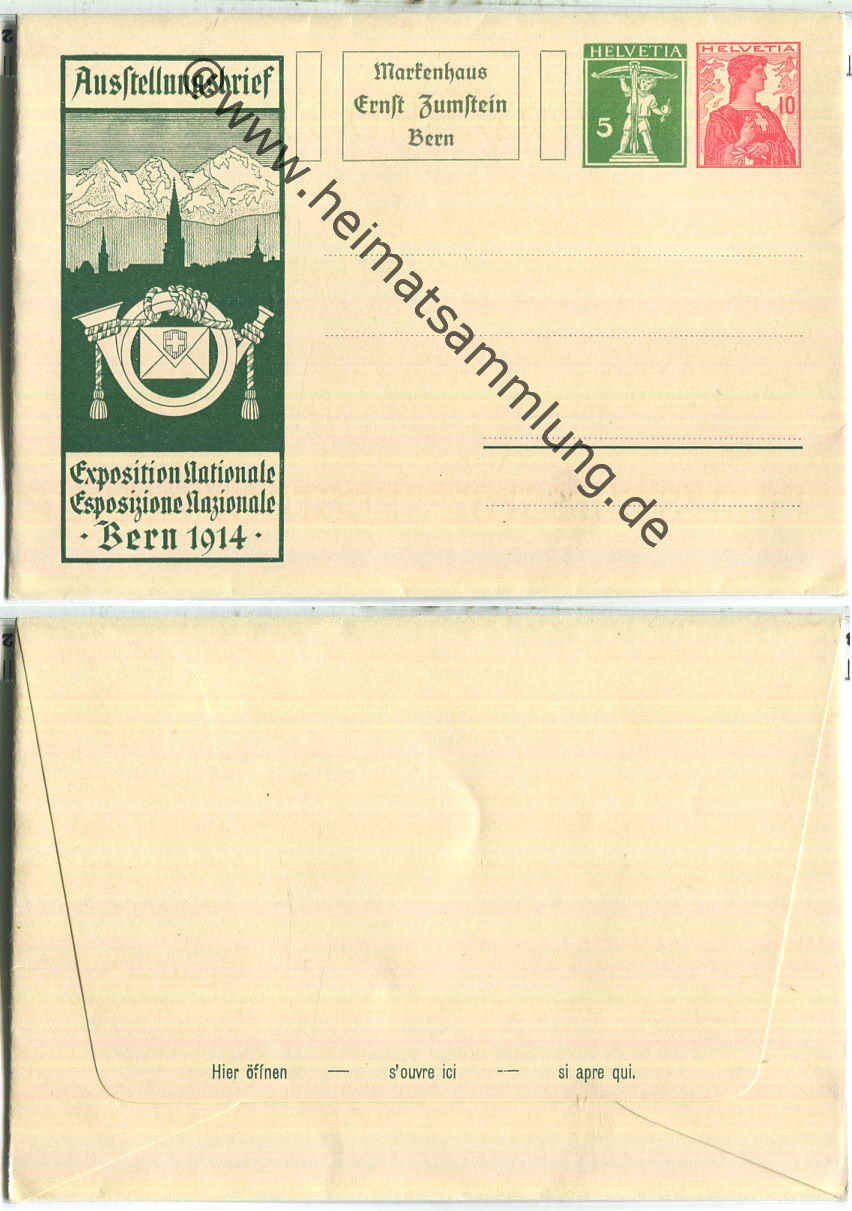 Ausstellungsbrief
Exposition Nationale
Esposizione Nazionale
· Bern 1914 ·
Markenhaus
Ernst Zumstein
Bern
HELVETIA
5
HELVETIA
10
©www.heimatsammlung.de
Hier öffnen — s'ouvre ici — si apre qui.